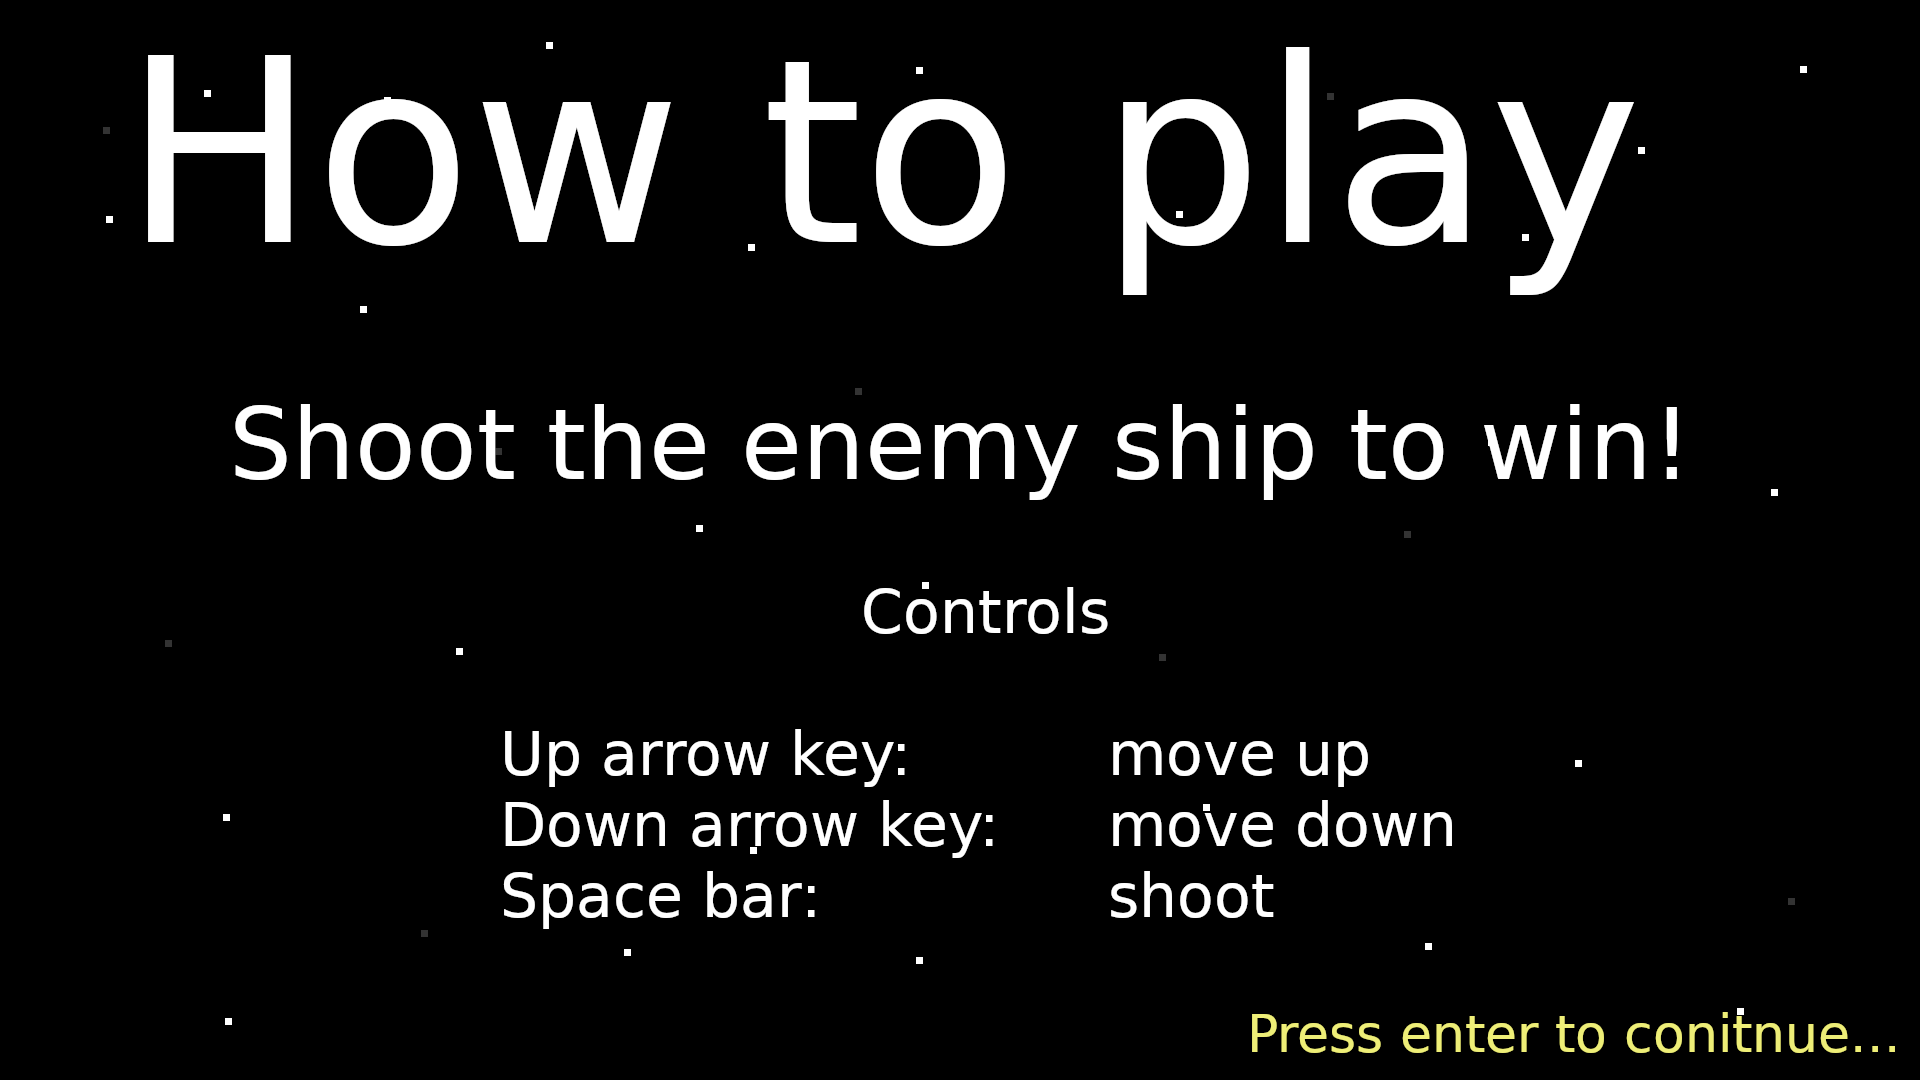 How to play
Shoot the enemy ship to win!
Controls
Up arrow key: move up
Down arrow key: move down
Space bar: shoot
Press enter to conitnue...